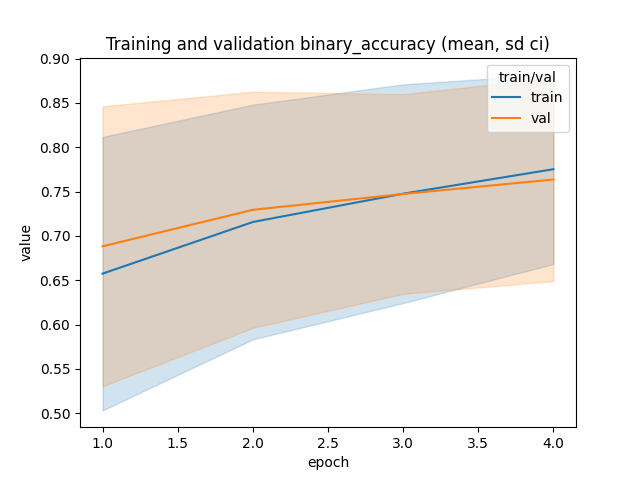 Training and validation binary_accuracy (mean, sd ci)
train/val
train
val
0.90
0.85
0.80
0.75
0.70
0.65
0.60
0.55
0.50
value
1.0 1.5 2.0 2.5 3.0 3.5 4.0
epoch